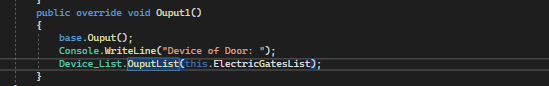 }
public override void Ouput1()
{
base.Ouput();
Console.WriteLine("Device of Door: ");
Device_List.OuputList(this.ElectricGatesList);
}